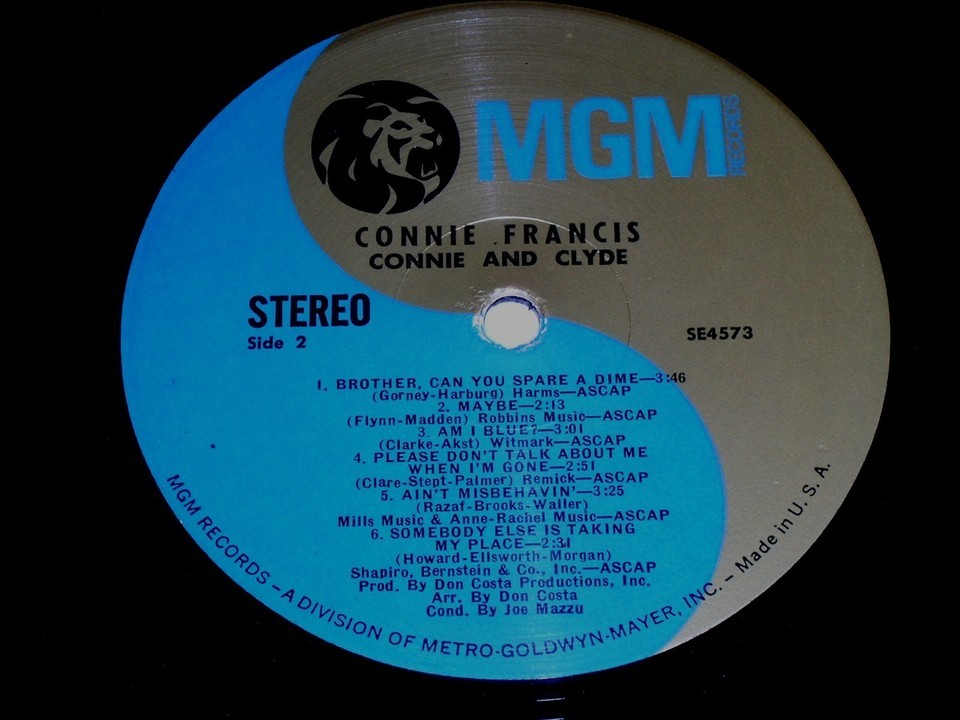 MGM RECORDS
CONNIE FRANCIS
CONNIE AND CLYDE
STEREO
Side 2
SE4573
1. BROTHER, CAN YOU SPARE A DIME—3:46
(Gorney-Harburg) Harms—ASCAP
2. MAYBE—2:13
(Flynn-Madden) Robbins Music—ASCAP
3. AM I BLUE?—3:01
(Clarke-Akst) Witmark—ASCAP
4. PLEASE DON'T TALK ABOUT ME
WHEN I'M GONE—2:51
(Clare-Stept-Palmer) Remick—ASCAP
5. AIN'T MISBEHAVIN'—3:25
(Razaf-Brooks-Waller)
Mills Music & Anne-Rachel Music—ASCAP
6. SOMEBODY ELSE IS TAKING
MY PLACE—2:31
(Howard-Ellsworth-Morgan)
Shapiro, Bernstein & Co., Inc.—ASCAP
Prod. By Don Costa Productions, Inc.
Arr. By Don Costa
Cond. By Joe Mazzu
MGM RECORDS – A DIVISION OF METRO-GOLDWYN-MAYER, INC. – Made in U. S. A.